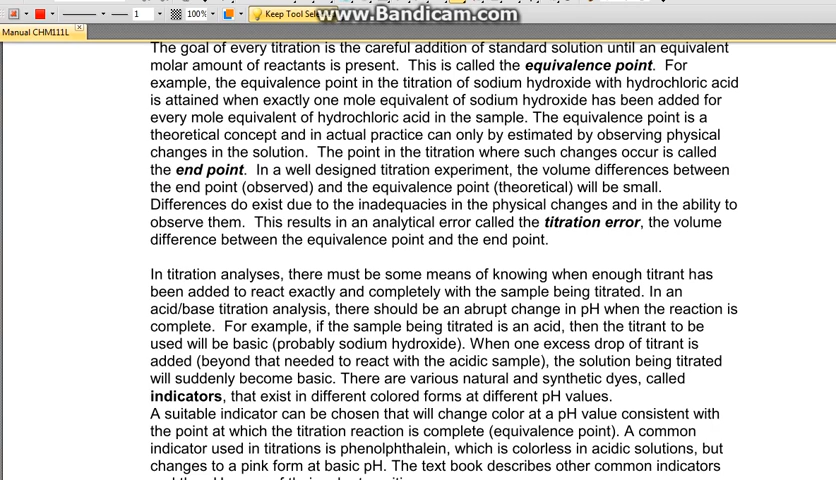 1
100%
Keep Tool Sele
www.Bandicam.com
Manual CHM111L
The goal of every titration is the careful addition of standard solution until an equivalent
molar amount of reactants is present. This is called the equivalence point. For
example, the equivalence point in the titration of sodium hydroxide with hydrochloric acid
is attained when exactly one mole equivalent of sodium hydroxide has been added for
every mole equivalent of hydrochloric acid in the sample. The equivalence point is a
theoretical concept and in actual practice can only by estimated by observing physical
changes in the solution. The point in the titration where such changes occur is called
the end point. In a well designed titration experiment, the volume differences between
the end point (observed) and the equivalence point (theoretical) will be small.
Differences do exist due to the inadequacies in the physical changes and in the ability to
observe them. This results in an analytical error called the titration error, the volume
difference between the equivalence point and the end point.
In titration analyses, there must be some means of knowing when enough titrant has
been added to react exactly and completely with the sample being titrated. In an
acid/base titration analysis, there should be an abrupt change in pH when the reaction is
complete. For example, if the sample being titrated is an acid, then the titrant to be
used will be basic (probably sodium hydroxide). When one excess drop of titrant is
added (beyond that needed to react with the acidic sample), the solution being titrated
will suddenly become basic. There are various natural and synthetic dyes, called
indicators, that exist in different colored forms at different pH values.
A suitable indicator can be chosen that will change color at a pH value consistent with
the point at which the titration reaction is complete (equivalence point). A common
indicator used in titrations is phenolphthalein, which is colorless in acidic solutions, but
changes to a pink form at basic pH. The text book describes other common indicators